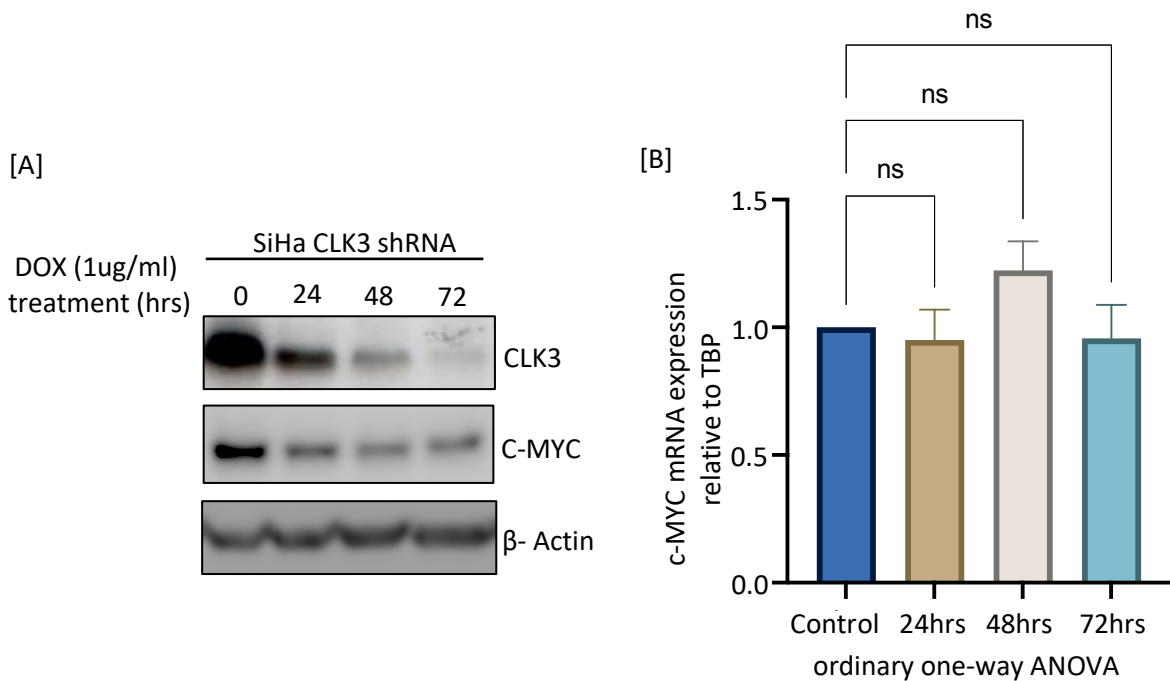 [A]
SiHa CLK3 shRNA
DOX (1ug/ml)
treatment (hrs)
0 24 48 72
CLK3
C-MYC
β- Actin
[B]
ns
ns
ns
c-MYC mRNA expression
relative to TBP
1.5
1.0
0.5
0.0
Control 24hrs 48hrs 72hrs
ordinary one-way ANOVA